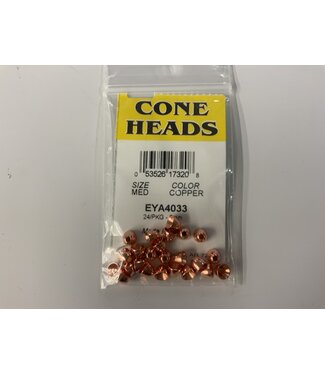 CONE
HEADS
0 53526 17320 8
SIZE COLOR
MED COPPER
EYA4033
24/PKG